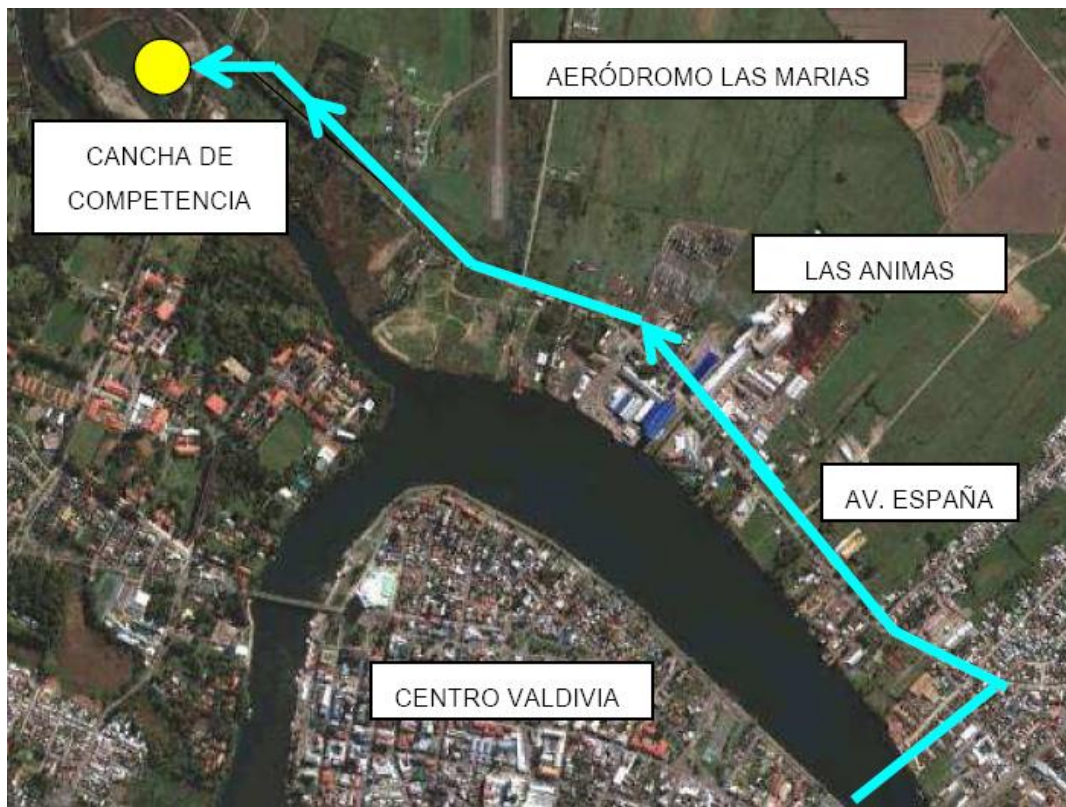 AERÓDROMO LAS MARIAS
CANCHA DE
COMPETENCIA
LAS ANIMAS
AV. ESPAÑA
CENTRO VALDIVIA